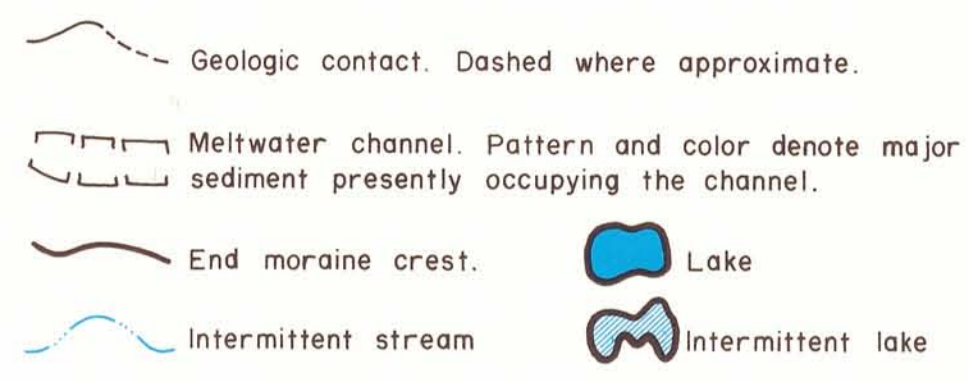 Geologic contact. Dashed where approximate.
Meltwater channel. Pattern and color denote major
sediment presently occupying the channel.
End moraine crest.
Lake
Intermittent stream
Intermittent lake